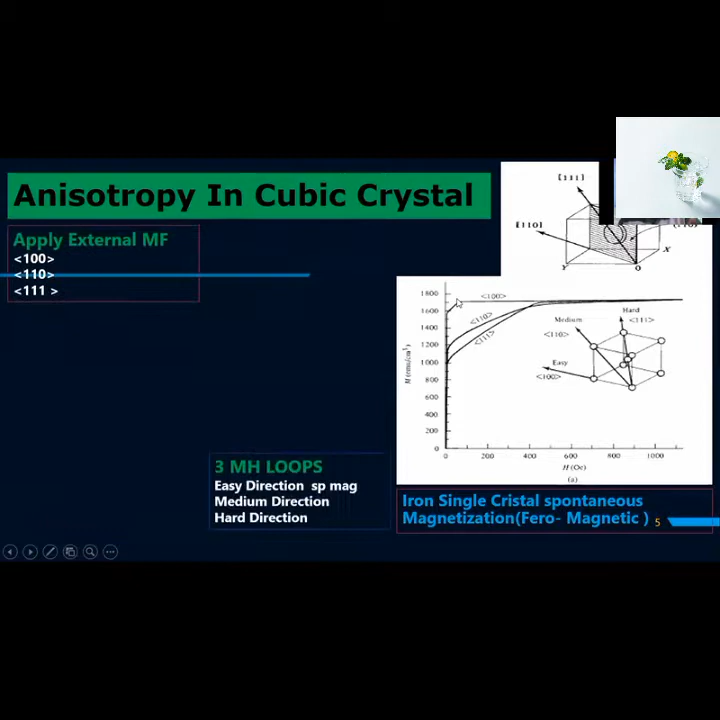 Anisotropy In Cubic Crystal
Apply External MF
<100>
<110>
<111 >
[111]
[110]
X
Y
O
1800
1600
1400
1200
1000
800
600
400
200
0
<100>
<110>
<111>
Hard
Medium
<111>
<110>
Easy
<100>
0 200 400 600 800 1000
H (Oe)
(a)
3 MH LOOPS
Easy Direction sp mag
Medium Direction
Hard Direction
Iron Single Cristal spontaneous
Magnetization(Fero- Magnetic )
5